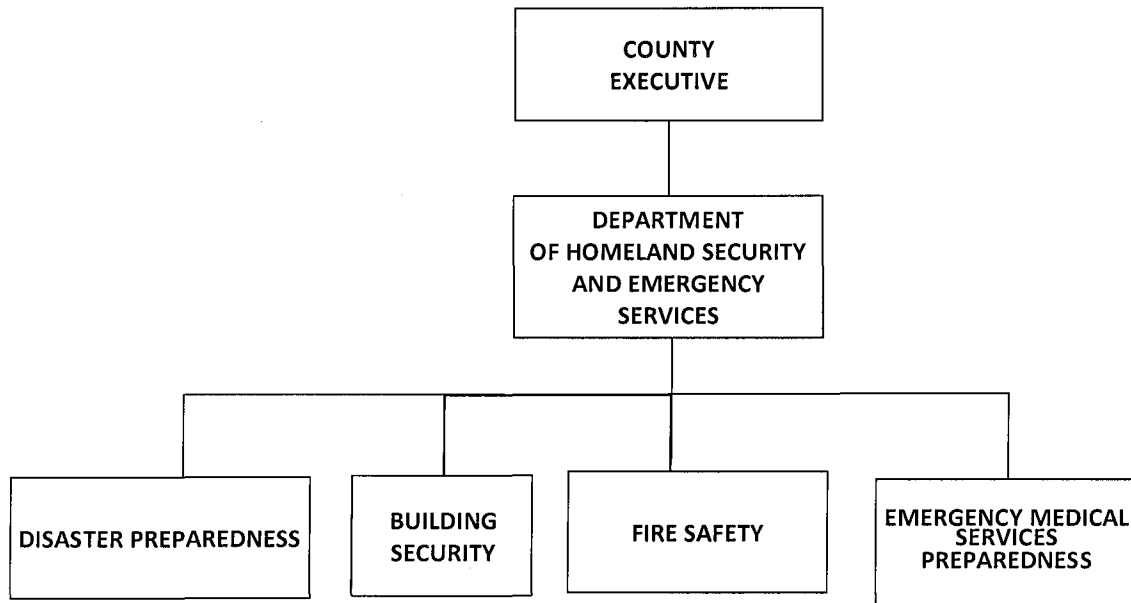 COUNTY
EXECUTIVE
DEPARTMENT
OF HOMELAND SECURITY
AND EMERGENCY
SERVICES
DISASTER PREPAREDNESS
BUILDING
SECURITY
FIRE SAFETY
EMERGENCY MEDICAL
SERVICES
PREPAREDNESS